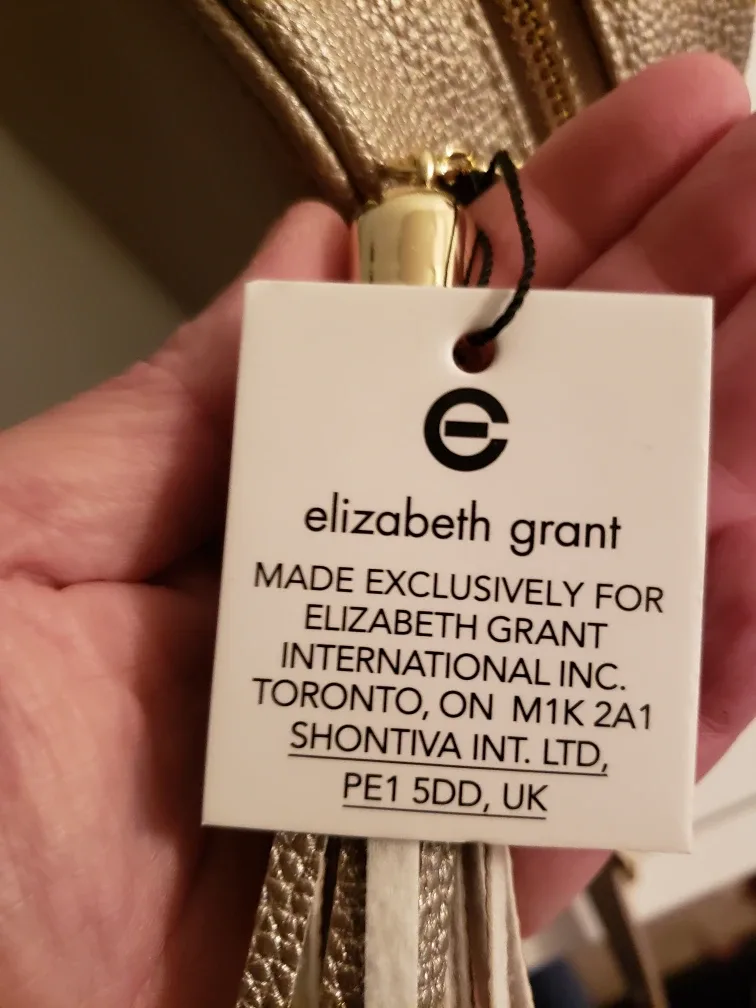 elizabeth grant
MADE EXCLUSIVELY FOR
ELIZABETH GRANT
INTERNATIONAL INC.
TORONTO, ON M1K 2A1
SHONTIVA INT. LTD,
PE1 5DD, UK